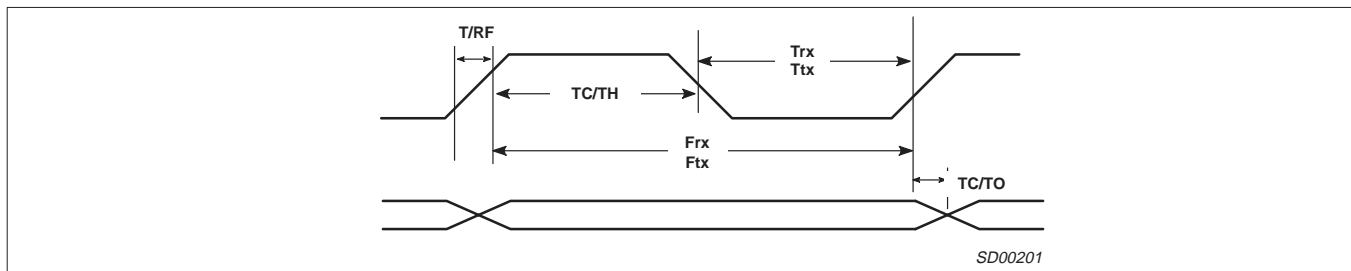 T/RF
Trx
Ttx
TC/TH
Frx
Ftx
TC/TO
SD00201